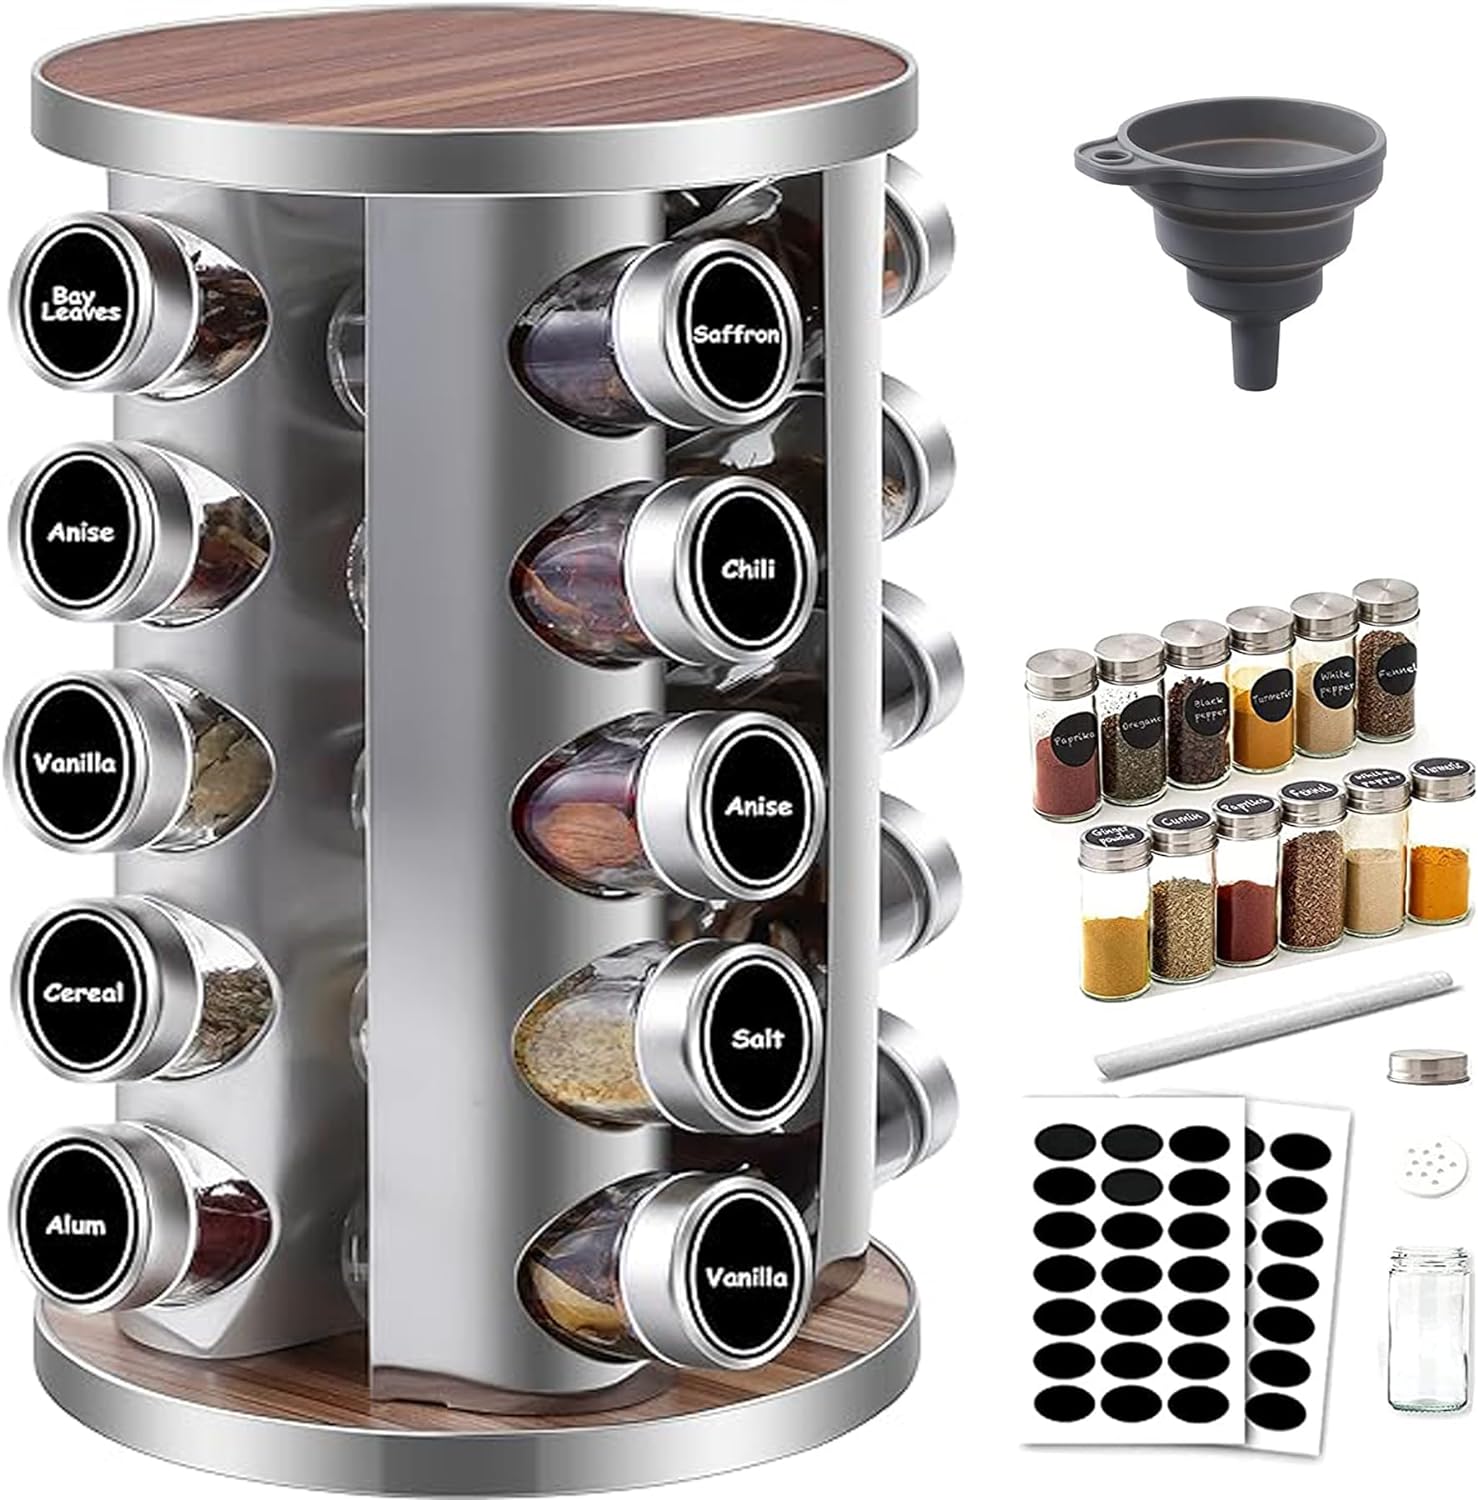 Bay
Leaves
Anise
Vanilla
Cereal
Alum
Saffron
Chili
Anise
Salt
Vanilla
Paprika
Oregano
Black
pepper
Turmeric
White
pepper
Fennel
Ginger
powder
Cumin
Paprika
Fennel
White
pepper
Turmeric